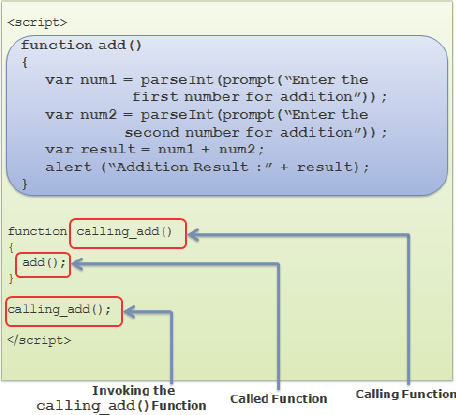 <script>
function add()
{
var num1 = parseInt(prompt(“Enter the
first number for addition”));
var num2 = parseInt(prompt(“Enter the
second number for addition”));
var result = num1 + num2;
alert (“Addition Result :” + result);
}
function calling_add()
{
add();
}
calling_add();
</script>
Invoking the
calling_add() Function
Called Function
Calling Function